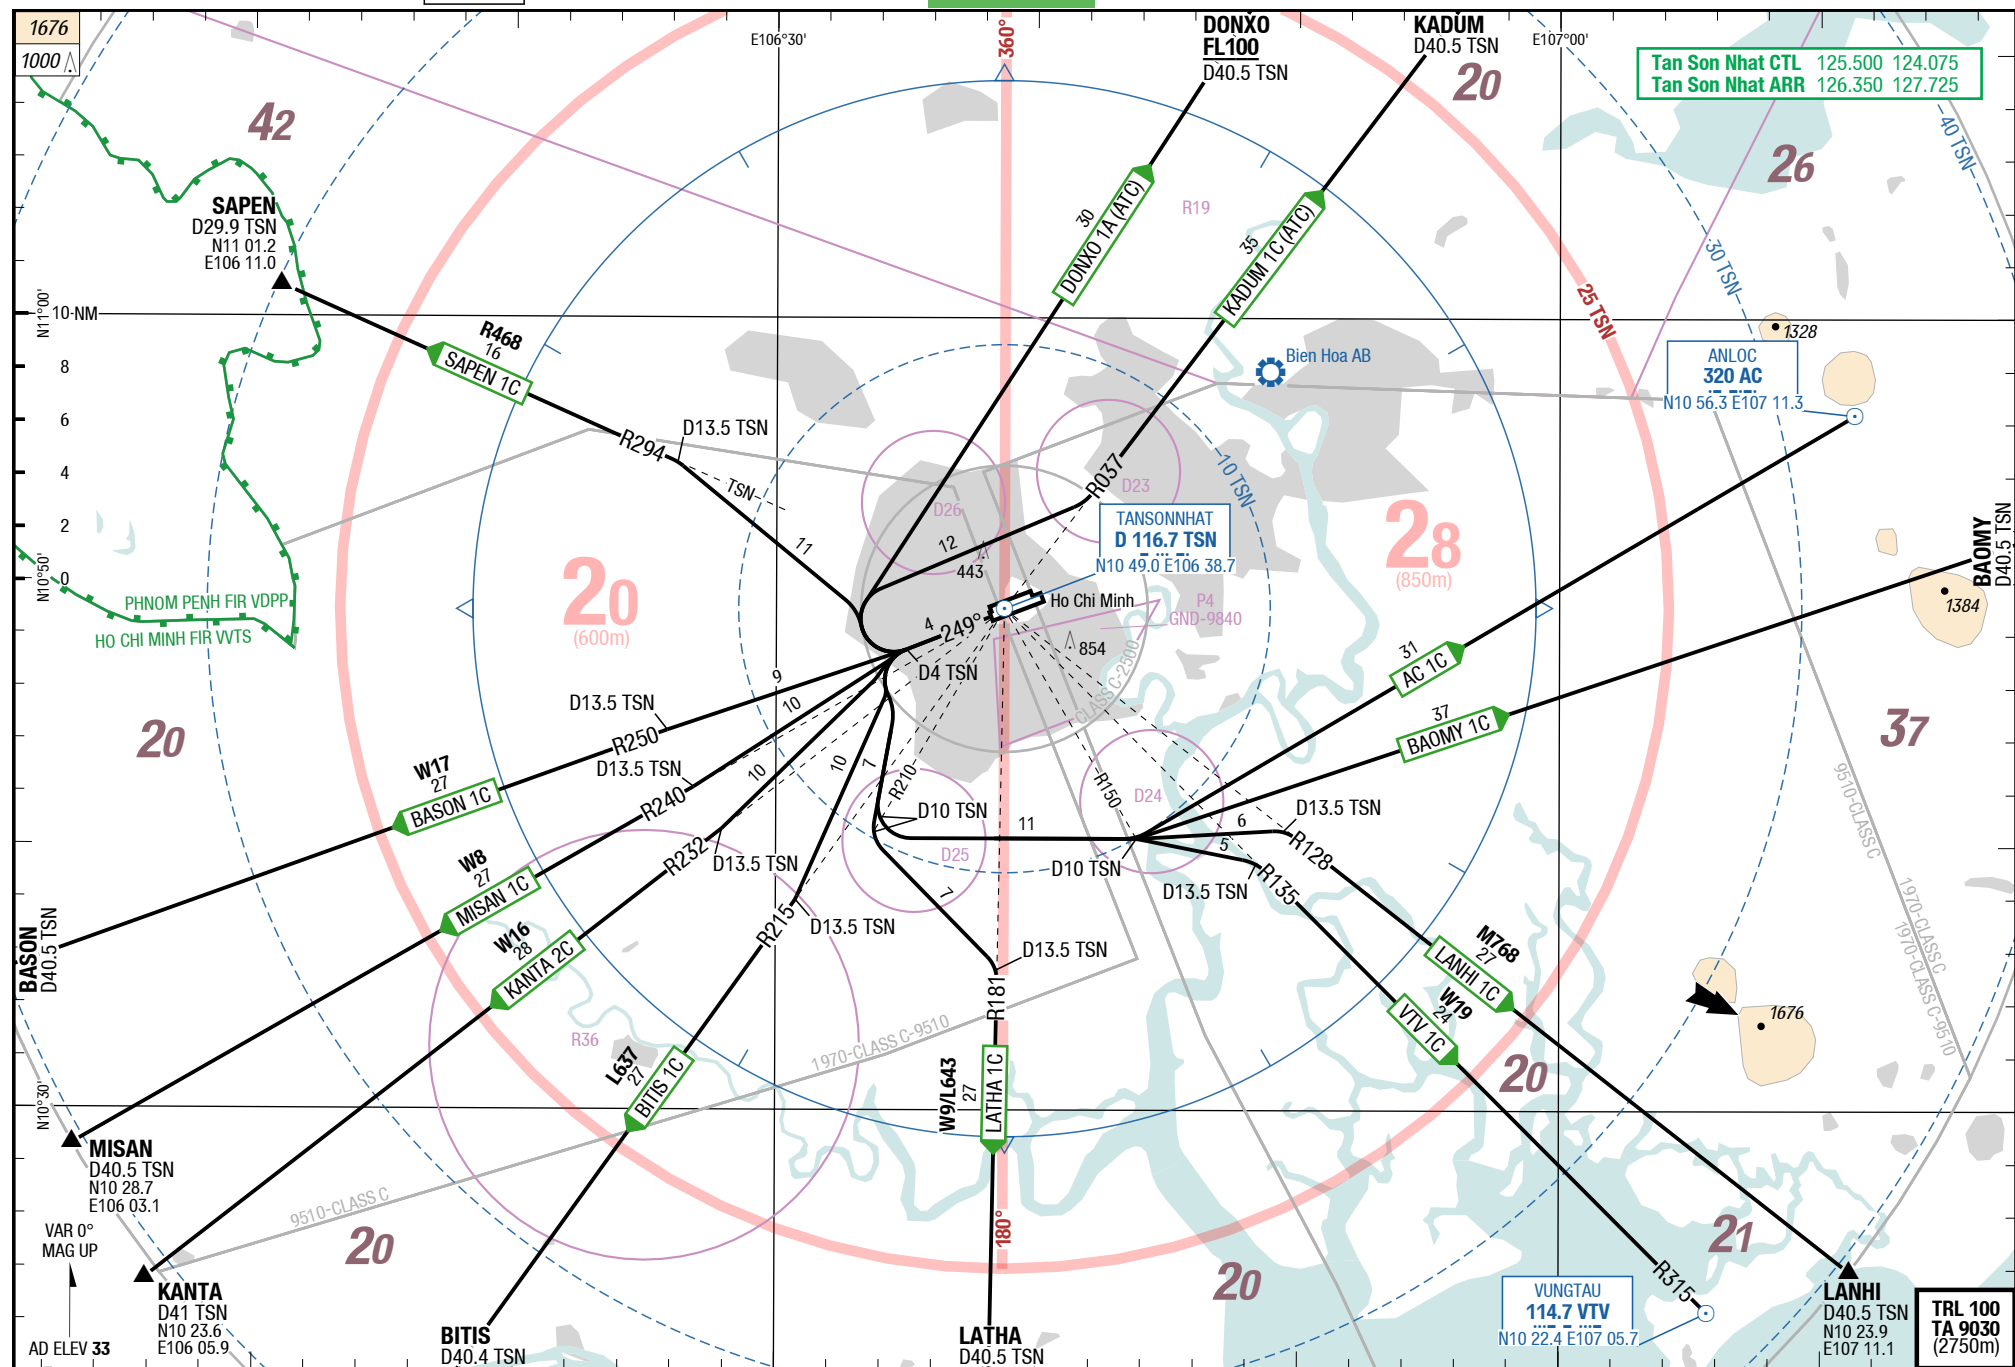 1676
1000
42
E106°30'
360°
DONXO
FL100
D40.5 TSN
KADUM
D40.5 TSN
20
E107°00'
Tan Son Nhat CTL 125.500 124.075
Tan Son Nhat ARR 126.350 127.725
40 TSN
26
SAPEN
D29.9 TSN
N11 01.2
E106 11.0
30
DONXO 1A (ATC)
R19
35
KADUM 1C (ATC)
30 TSN
25 TSN
N11°00'
10-NM
8
6
4
2
0
N10°50'
R468
16
SAPEN 1C
R294
D13.5 TSN
TSN
11
Bien Hoa AB
1328
ANLOC
320 AC
N10 56.3 E107 11.3
R037
D23
D26
10 TSN
12
443
TANSONNHAT
D 116.7 TSN
N10 49.0 E106 38.7
28
(850m)
20
(600m)
BAOMY
D40.5 TSN
1384
PHNOM PENH FIR VDPP
HO CHI MINH FIR VVTS
Ho Chi Minh
P4
GND-9840
4
249°
854
D4 TSN
CLASS C-2500
31
AC 1C
37
BAOMY 1C
37
20
9
D13.5 TSN
R250
10
W17
27
BASON 1C
D13.5 TSN
R240
10
10
7
R210
R150
D24
D10 TSN
11
D25
D10 TSN
6
D13.5 TSN
R128
5
D13.5 TSN
R135
9510-CLASS C
1970-CLASS C
1970-CLASS C-9510
W8
27
MISAN 1C
R232
D13.5 TSN
W16
28
KANTA 2C
R215
D13.5 TSN
7
D13.5 TSN
R181
BASON
D40.5 TSN
M768
27
LANHI 1C
W19
24
VTV 1C
1676
R36
1970-CLASS C-9510
L637
27
BITIS 1C
W9/L643
27
LATHA 1C
20
N10°30'
MISAN
D40.5 TSN
N10 28.7
E106 03.1
9510-CLASS C
20
180°
20
21
VAR 0°
MAG UP
AD ELEV 33
KANTA
D41 TSN
N10 23.6
E106 05.9
BITIS
D40.4 TSN
LATHA
D40.5 TSN
R315
VUNGTAU
114.7 VTV
N10 22.4 E107 05.7
LANHI
D40.5 TSN
N10 23.9
E107 11.1
TRL 100
TA 9030
(2750m)